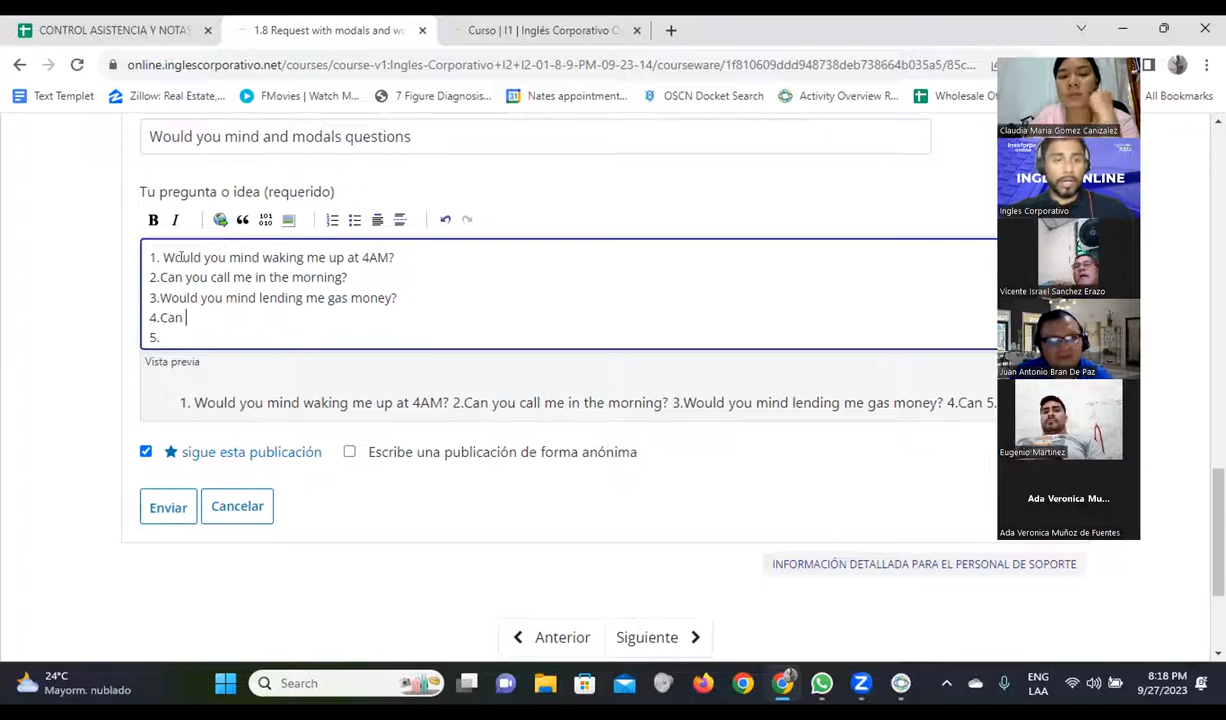 CONTROL ASISTENCIA Y NOTAS
1.8 Request with modals and wo
Curso | I1 | Inglés Corporativo O
online.inglescorporativo.net/courses/course-v1:Ingles-Corporativo+I2+I2-01-8-9-PM-09-23-14/courseware/1f810609ddd948738deb738664b035a5/85c...
Text Templet
Zillow: Real Estate,...
FMovies | Watch M...
7 Figure Diagnosis...
Nates appointment...
OSCN Docket Search
Activity Overview R...
Wholesale Of
All Bookmarks
Would you mind and modals questions
Tu pregunta o idea (requerido)
B I
1. Would you mind waking me up at 4AM?
2.Can you call me in the morning?
3.Would you mind lending me gas money?
4.Can
5.
Vista previa
1. Would you mind waking me up at 4AM? 2.Can you call me in the morning? 3.Would you mind lending me gas money? 4.Can 5.
sigue esta publicación
Escribe una publicación de forma anónima
Enviar
Cancelar
INFORMACIÓN DETALLADA PARA EL PERSONAL DE SOPORTE
Anterior
Siguiente
Claudia Maria Gomez Canizalez
Ingles Corporativo
Vicente Israel Sanchez Erazo
Juan Antonio Bran De Paz
Eugenio Martinez
Ada Veronica Mu...
Ada Veronica Muñoz de Fuentes
24°C
Mayorm. nublado
Search
ENG
LAA
8:18 PM
9/27/2023